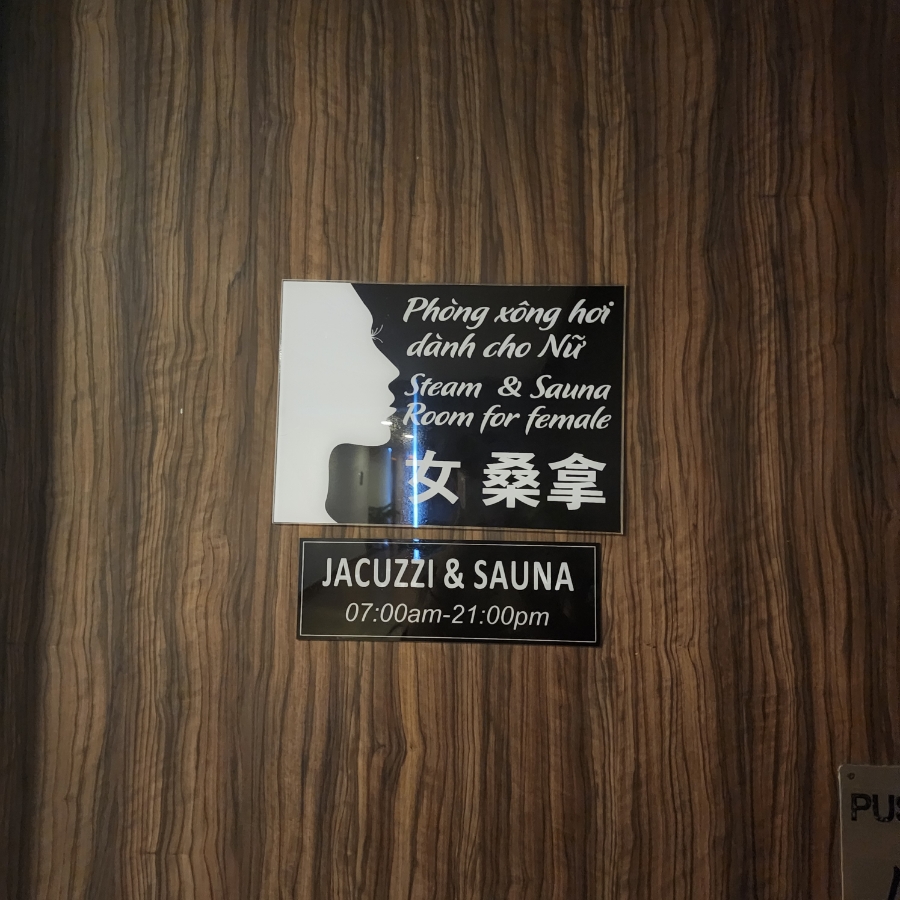 Phòng xông hơi
dành cho Nữ
Steam & Sauna
Room for female
女 桑拿
JACUZZI & SAUNA
07:00am-21:00pm